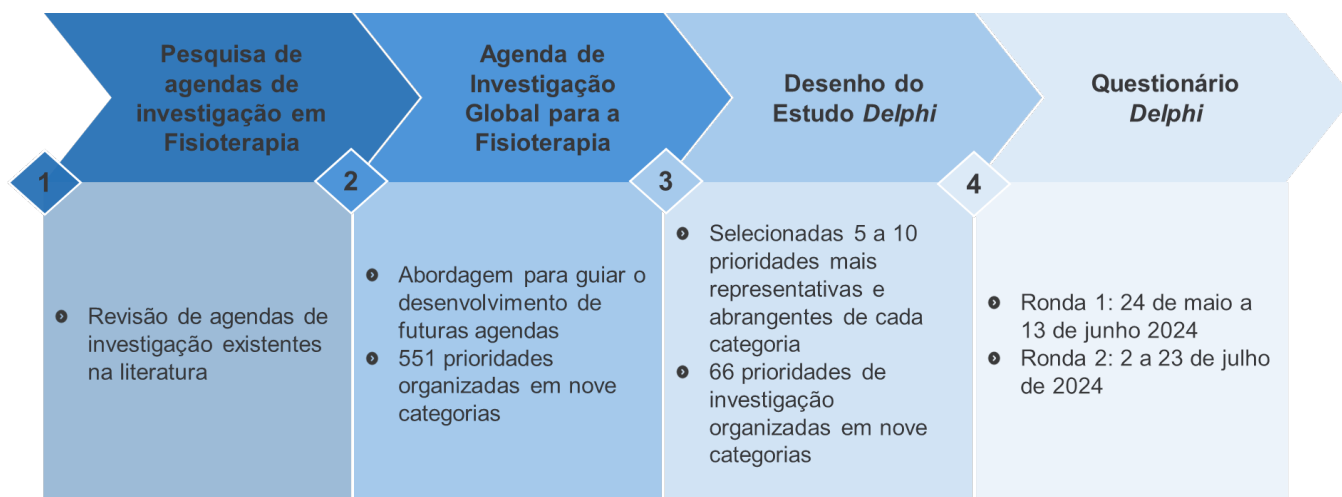 Pesquisa de
agendas de
investigação em
Fisioterapia
Agenda de
Investigação
Global para a
Fisioterapia
Desenho do
Estudo Delphi
Questionário
Delphi
1
2
3
4
Revisão de agendas de
investigação existentes
na literatura
Abordagem para guiar o
desenvolvimento de
futuras agendas
551 prioridades
organizadas em nove
categorias
Selecionadas 5 a 10
prioridades mais
representativas e
abrangentes de cada
categoria
66 prioridades de
investigação
organizadas em nove
categorias
Ronda 1: 24 de maio a
13 de junho 2024
Ronda 2: 2 a 23 de julho
de 2024